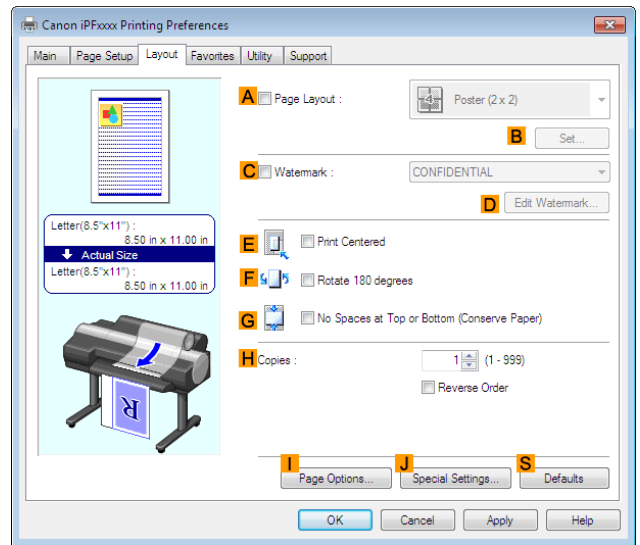 Canon iPFxxxx Printing Preferences
Main Page Setup Layout Favorites Utility Support
A Page Layout : 4 Poster (2 x 2)
B Set...
C Watermark : CONFIDENTIAL
D Edit Watermark...
Letter(8.5"x11") :
8.50 in x 11.00 in
Actual Size
Letter(8.5"x11") :
8.50 in x 11.00 in
E Print Centered
F Rotate 180 degrees
G No Spaces at Top or Bottom (Conserve Paper)
H Copies : 1 (1 - 999)
Reverse Order
R
I Page Options...
J Special Settings...
S Defaults
OK Cancel Apply Help